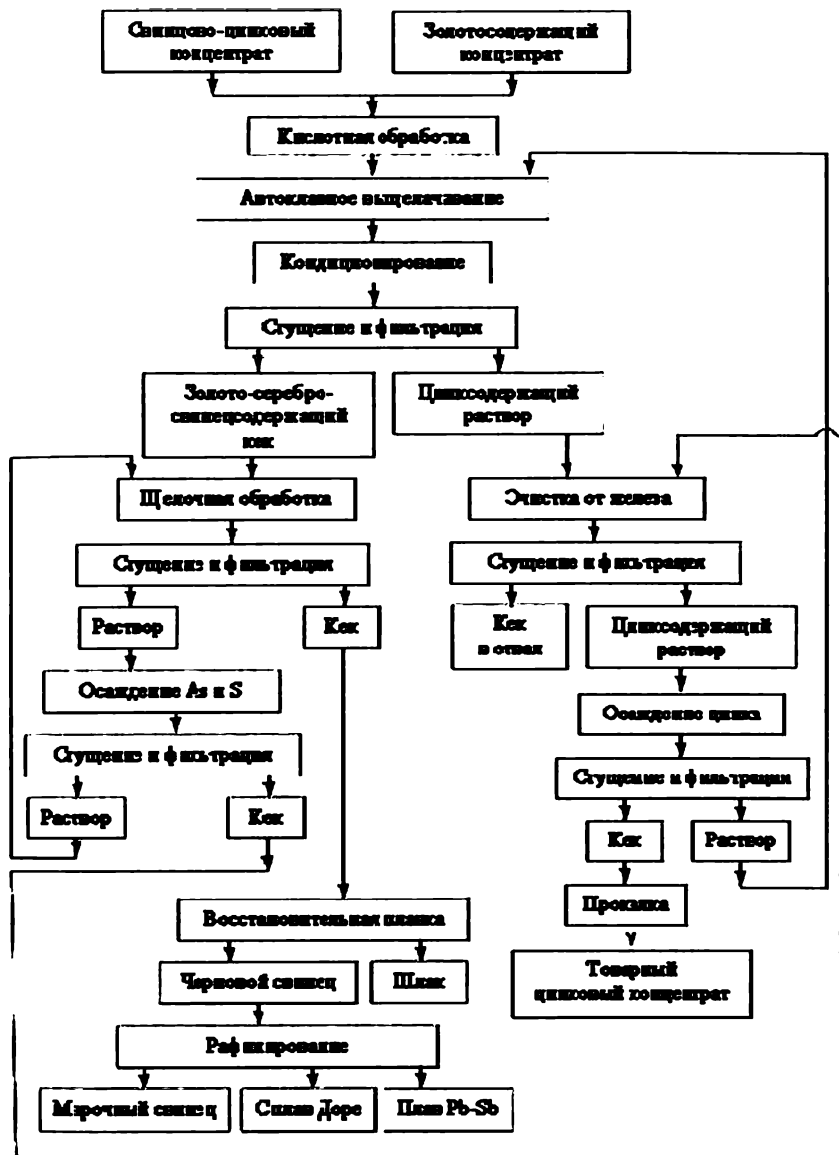 Свинцово-цинковый
концентрат
Золотосодержащий
концентрат
Кислотная обработка
Автоклавное выщелачивание
Кондиционирование
Сгущение и фильтрация
Золото-серебро-
свинецсодержащий
кек
Цинксодержащий
раствор
Щелочная обработка
Очистка от железа
Сгущение и фильтрация
Сгущение и фильтрация
Раствор
Кек
Кек
в отвал
Цинксодержащий
раствор
Осаждение As и S
Осаждение цинка
Сгущение и фильтрация
Сгущение и фильтрация
Раствор
Кек
Кек
Раствор
Прокалка
Восстановительная плавка
Товарный
цинковый концентрат
Черновой свинец
Шлак
Рафинирование
Марочный свинец
Сплав Доре
Плав Pb-Sb